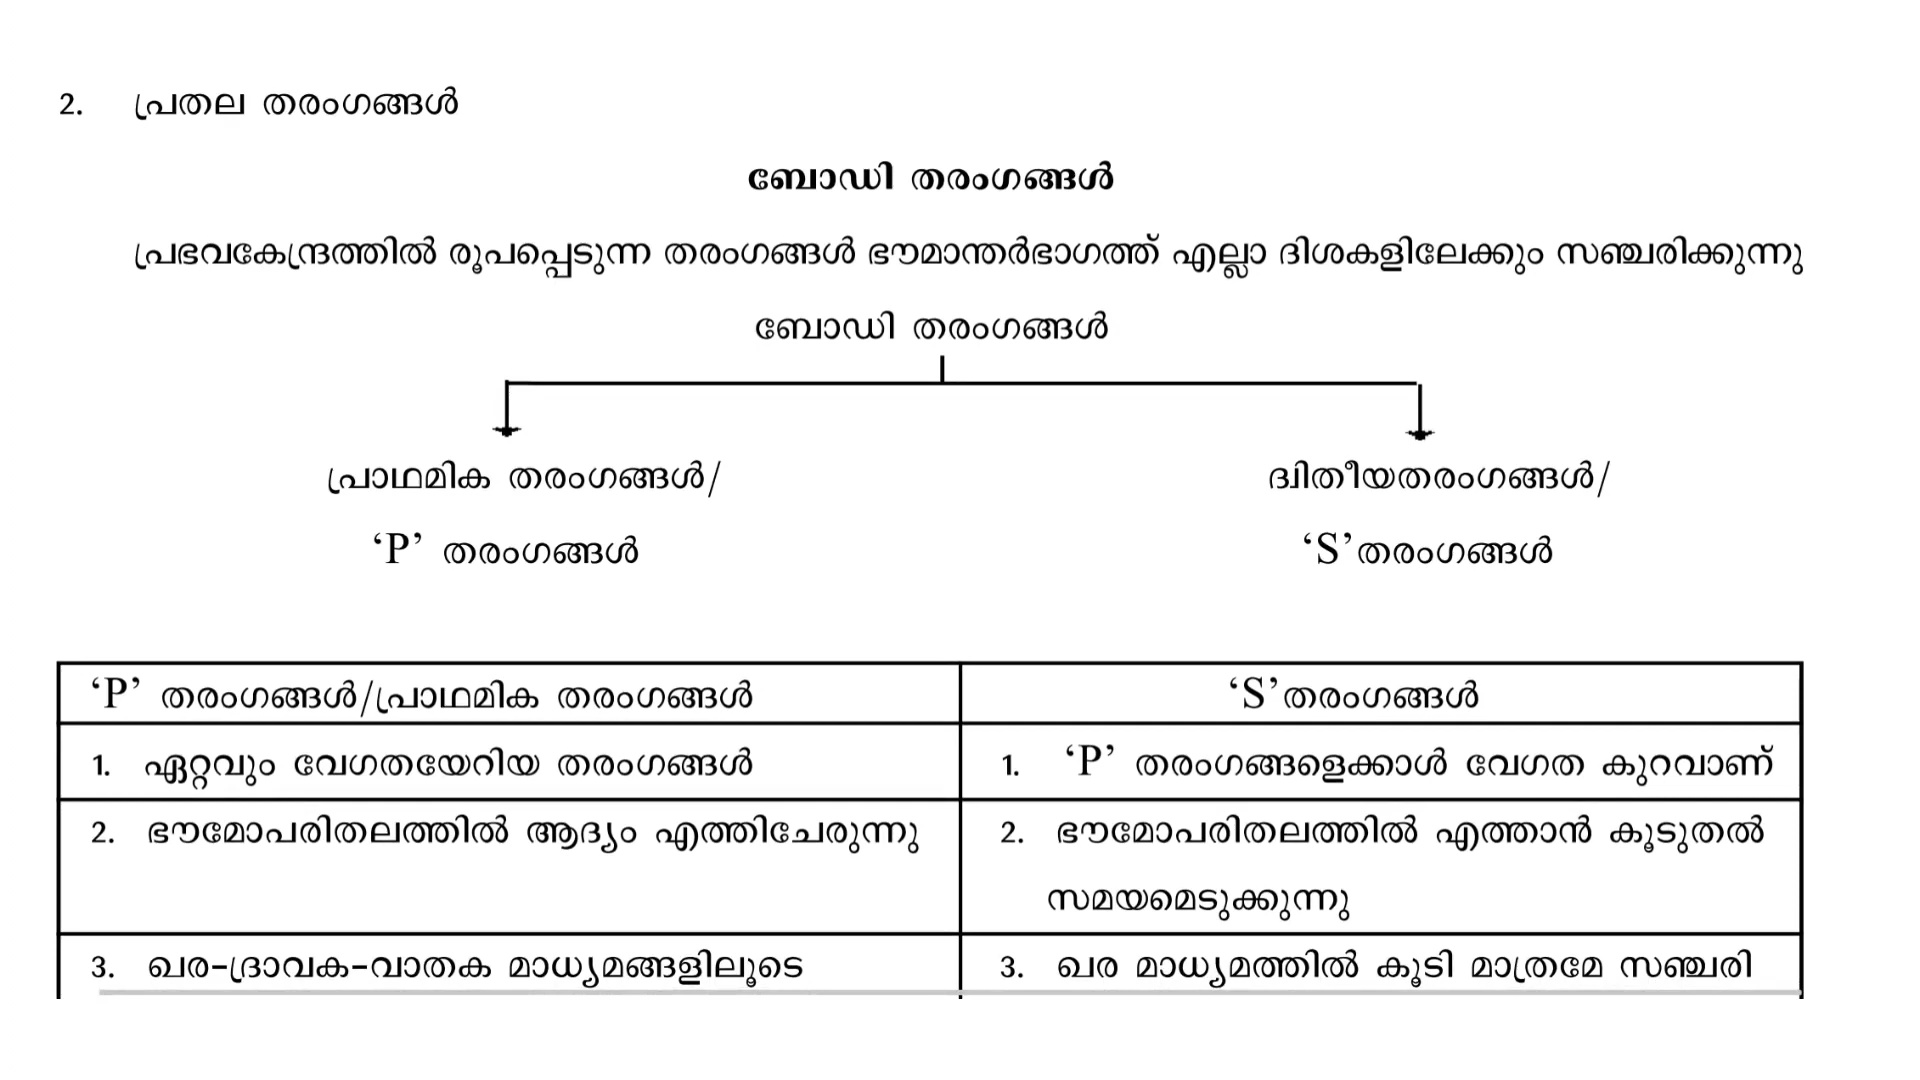 2. പ്രതല തരംഗങ്ങൾ
ബോഡി തരംഗങ്ങൾ
പ്രഭവകേന്ദ്രത്തിൽ രൂപപ്പെടുന്ന തരംഗങ്ങൾ ഭൗമാന്തർഭാഗത്ത് എല്ലാ ദിശകളിലേക്കും സഞ്ചരിക്കുന്നു
ബോഡി തരംഗങ്ങൾ
പ്രാഥമിക തരംഗങ്ങൾ/
‘P’ തരംഗങ്ങൾ
ദ്വിതീയതരംഗങ്ങൾ/
‘S’തരംഗങ്ങൾ
‘P’ തരംഗങ്ങൾ/പ്രാഥമിക തരംഗങ്ങൾ
‘S’തരംഗങ്ങൾ
1. ഏറ്റവും വേഗതയേറിയ തരംഗങ്ങൾ
1. ‘P’ തരംഗങ്ങളെക്കാൾ വേഗത കുറവാണ്
2. ഭൗമോപരിതലത്തിൽ ആദ്യം എത്തിചേരുന്നു
2. ഭൗമോപരിതലത്തിൽ എത്താൻ കൂടുതൽ
സമയമെടുക്കുന്നു
3. ഖര-ദ്രാവക-വാതക മാധ്യമങ്ങളിലൂടെ
3. ഖര മാധ്യമത്തിൽ കൂടി മാത്രമേ സഞ്ചരി